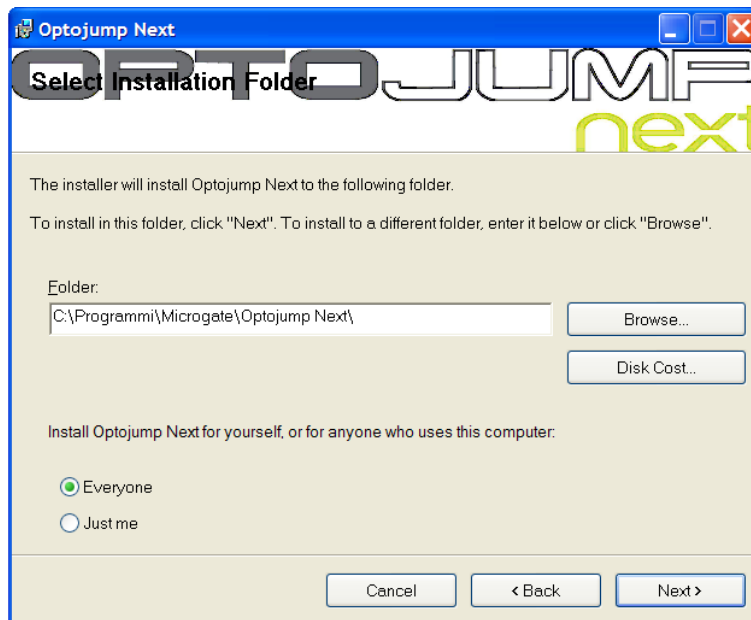 Optojump Next
OPTOJUMP
Select Installation Folder
next
The installer will install Optojump Next to the following folder.
To install in this folder, click "Next". To install to a different folder, enter it below or click "Browse".
Folder:
C:\Programmi\Microgate\Optojump Next\
Browse...
Disk Cost...
Install Optojump Next for yourself, or for anyone who uses this computer:
Everyone
Just me
Cancel
< Back
Next >